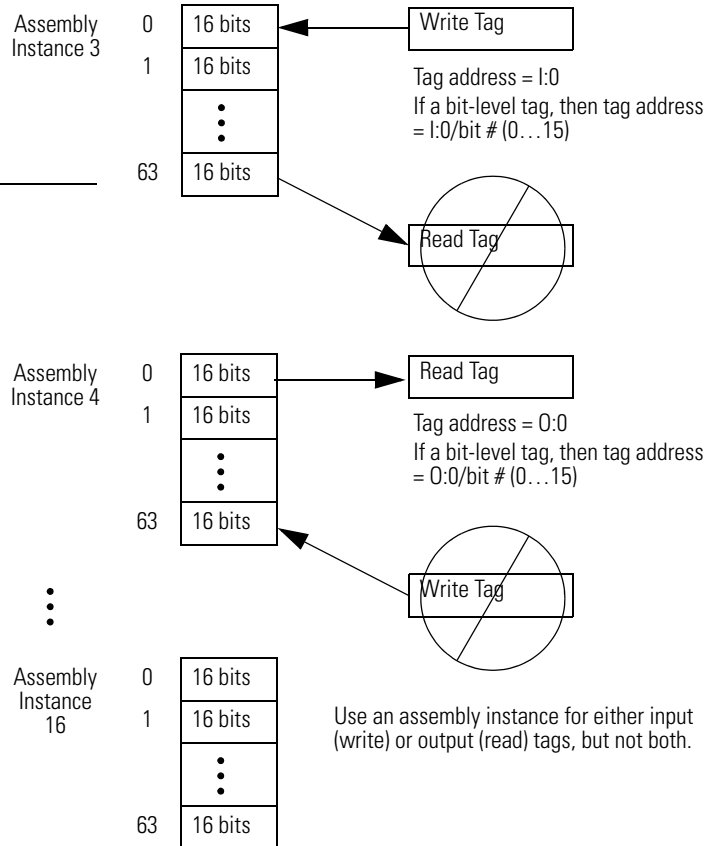 Assembly
Instance 3
0 16 bits
1 16 bits
63 16 bits
Write Tag
Tag address = I:0
If a bit-level tag, then tag address
= I:0/bit # (0…15)
Read Tag
Assembly
Instance 4
0 16 bits
1 16 bits
63 16 bits
Read Tag
Tag address = O:0
If a bit-level tag, then tag address
= O:0/bit # (0…15)
Write Tag
Assembly
Instance
16
0 16 bits
1 16 bits
63 16 bits
Use an assembly instance for either input
(write) or output (read) tags, but not both.